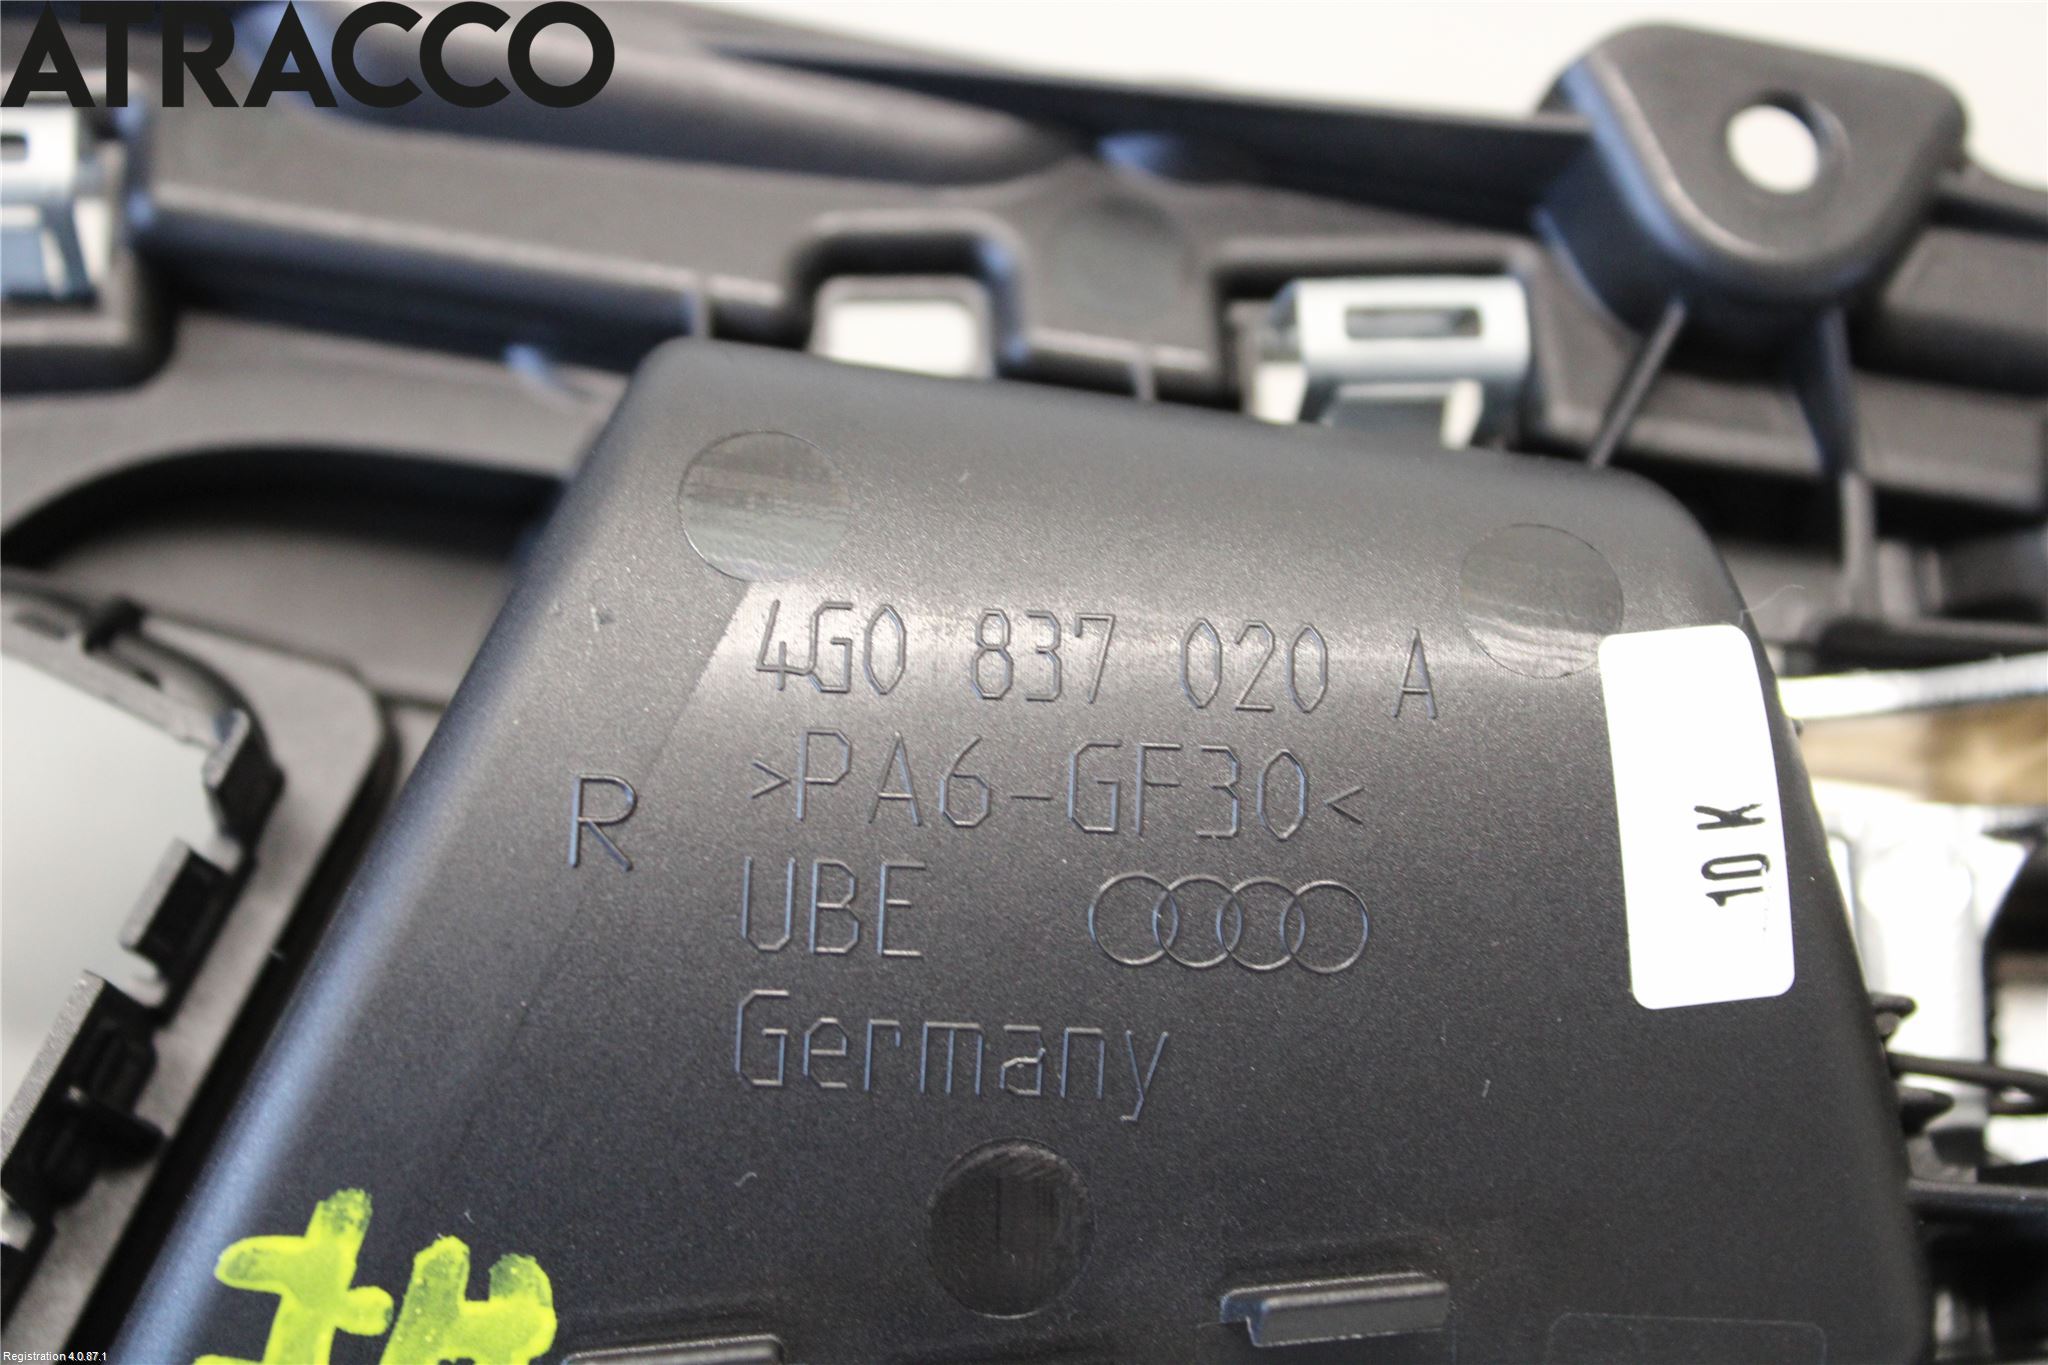 ATRACCO
4G0 837 020 A
>PA6-GF30<
R
UBE
Germany
10 K
Registration 4.0.87.1